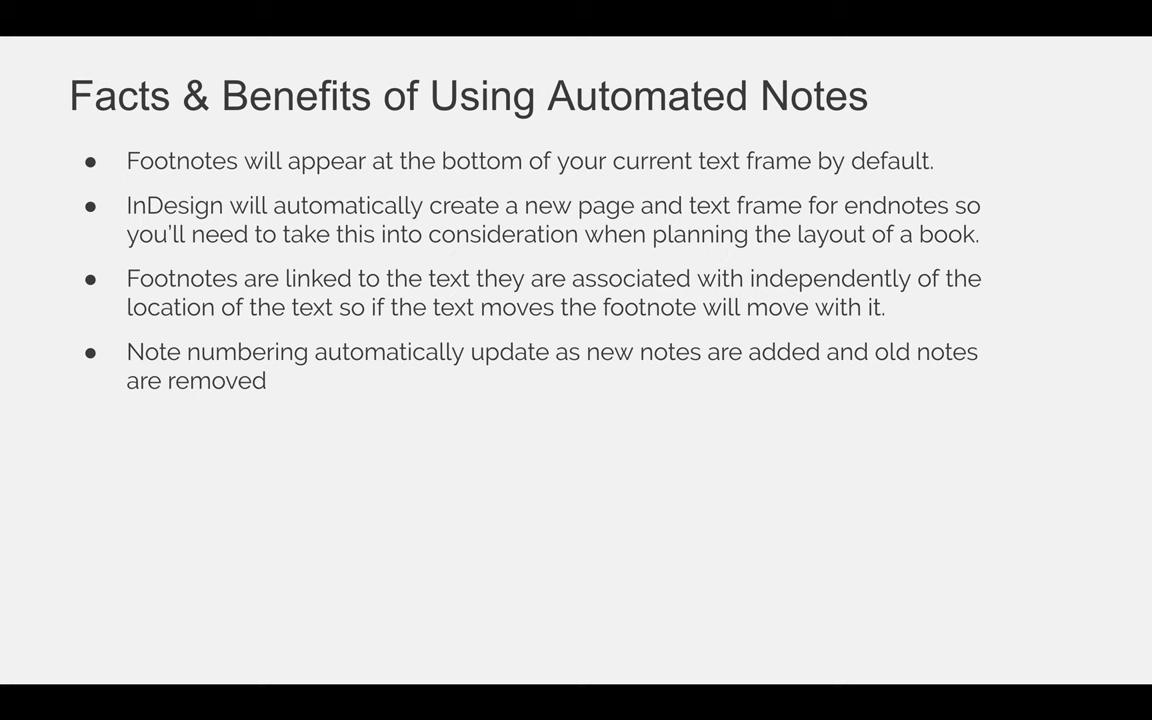 Facts & Benefits of Using Automated Notes
● Footnotes will appear at the bottom of your current text frame by default.
● InDesign will automatically create a new page and text frame for endnotes so
you'll need to take this into consideration when planning the layout of a book.
● Footnotes are linked to the text they are associated with independently of the
location of the text so if the text moves the footnote will move with it.
● Note numbering automatically update as new notes are added and old notes
are removed